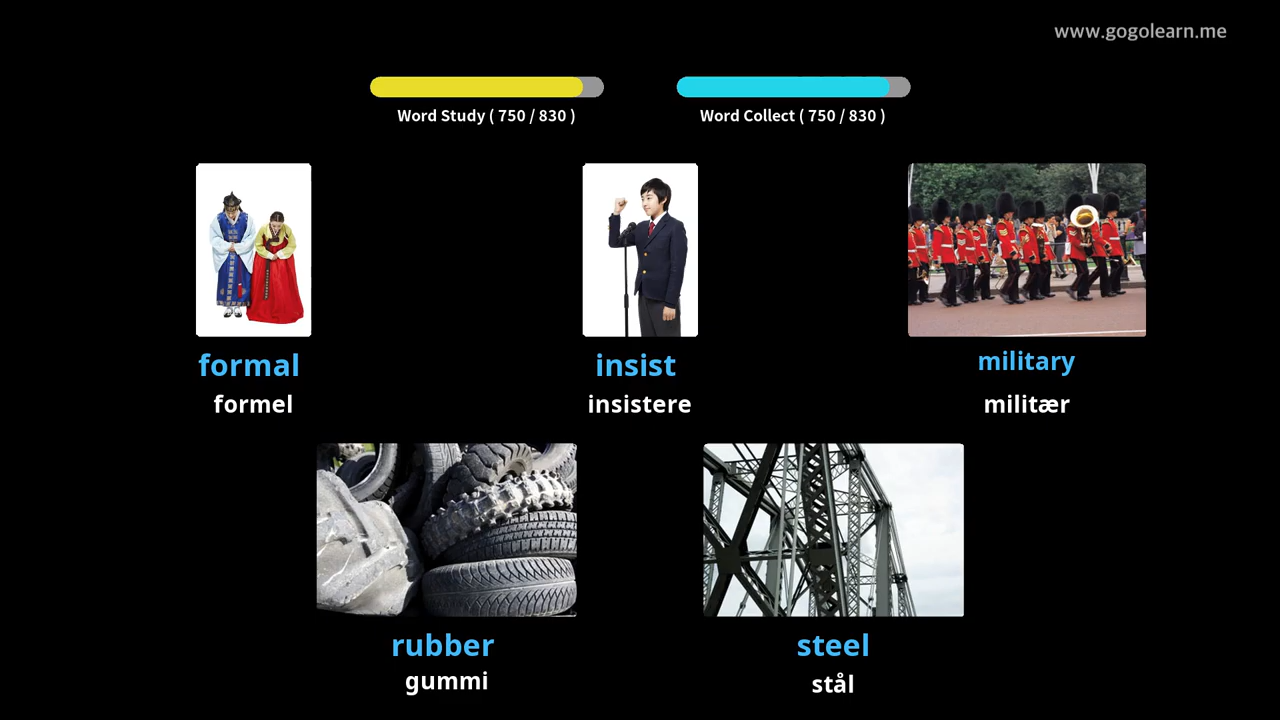 www.gogolearn.me
Word Study ( 750 / 830 )
Word Collect ( 750 / 830 )
formal
formel
insist
insistere
military
militær
rubber
gummi
steel
stål